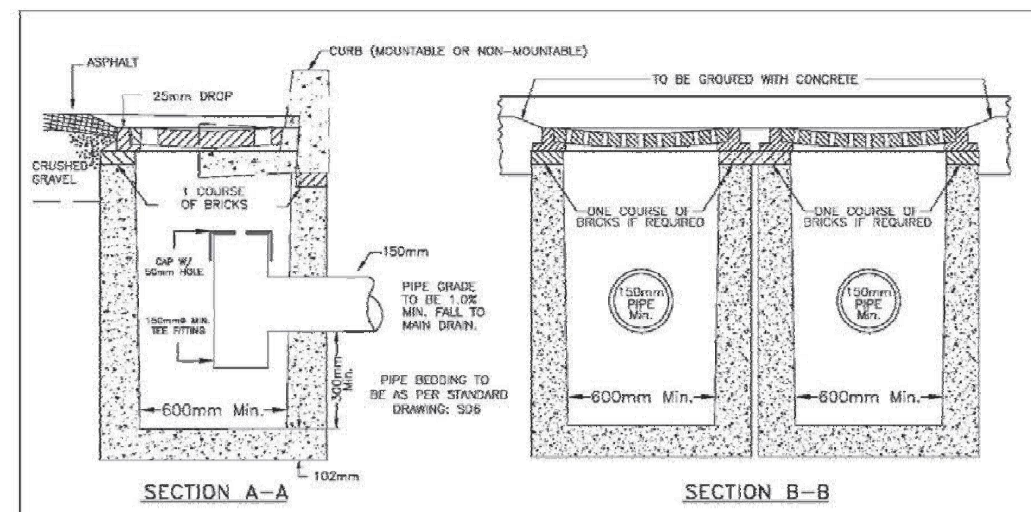 CURB (MOUNTABLE OR NON-MOUNTABLE)
ASPHALT
25mm DROP
CRUSHED
GRAVEL
1 COURSE
OF BRICKS
CAP W/
50mm HOLE
150mm
PIPE GRADE
TO BE 1.0%
MIN. FALL TO
MAIN DRAIN.
150mmø MIN.
TEE FITTING
300mm
Min.
PIPE BEDDING TO
BE AS PER STANDARD
DRAWING: SD6
600mm Min.
102mm
SECTION A-A
TO BE GROUTED WITH CONCRETE
ONE COURSE OF
BRICKS IF REQUIRED
ONE COURSE OF
BRICKS IF REQUIRED
150mm
PIPE
Min.
150mm
PIPE
Min.
600mm Min.
600mm Min.
SECTION B-B